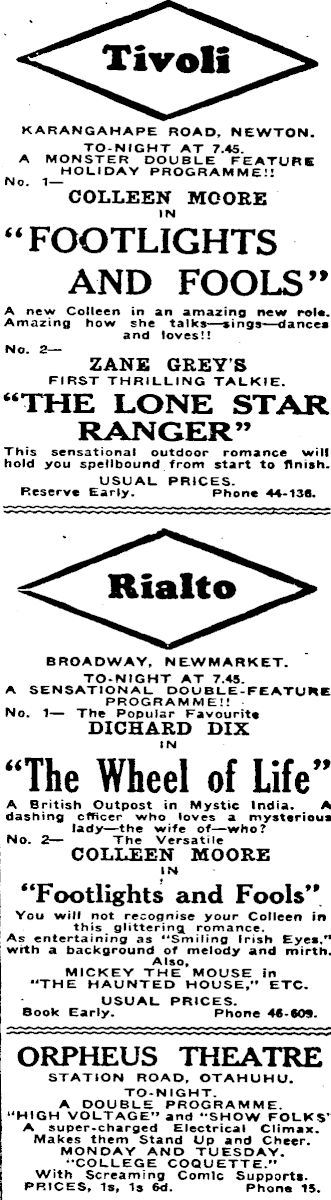 Tivoli
KARANGAHAPE ROAD, NEWTON.
TO-NIGHT AT 7.45.
A MONSTER DOUBLE FEATURE
HOLIDAY PROGRAMME!!
No. 1—
COLLEEN MOORE
IN
"FOOTLIGHTS
AND FOOLS"
A new Colleen in an amazing new role.
Amazing how she talks—sings—dances
and loves!!
No. 2—
ZANE GREY'S
FIRST THRILLING TALKIE.
"THE LONE STAR
RANGER"
This sensational outdoor romance will
hold you spellbound from start to finish.
USUAL PRICES.
Reserve Early. Phone 44-138.
Rialto
BROADWAY, NEWMARKET.
TO-NIGHT AT 7.45.
A SENSATIONAL DOUBLE-FEATURE
PROGRAMME!!
No. 1— The Popular Favourite
DICHARD DIX
IN
"The Wheel of Life"
A British Outpost in Mystic India. A
dashing officer who loves a mysterious
lady—the wife of—who?
No. 2— The Versatile
COLLEEN MOORE
IN
"Footlights and Fools"
You will not recognise your Colleen in
this glittering romance.
As entertaining as "Smiling Irish Eyes,"
with a background of melody and mirth.
Also,
MICKEY THE MOUSE in
"THE HAUNTED HOUSE," ETC.
USUAL PRICES.
Book Early. Phone 46-609.
ORPHEUS THEATRE
STATION ROAD, OTAHUHU.
TO-NIGHT.
A DOUBLE PROGRAMME.
"HIGH VOLTAGE" and "SHOW FOLKS"
A super-charged Electrical Climax.
Makes them Stand Up and Cheer.
MONDAY AND TUESDAY.
"COLLEGE COQUETTE."
With Screaming Comic Supports.
PRICES, 1s, 1s 6d. Phone 15.